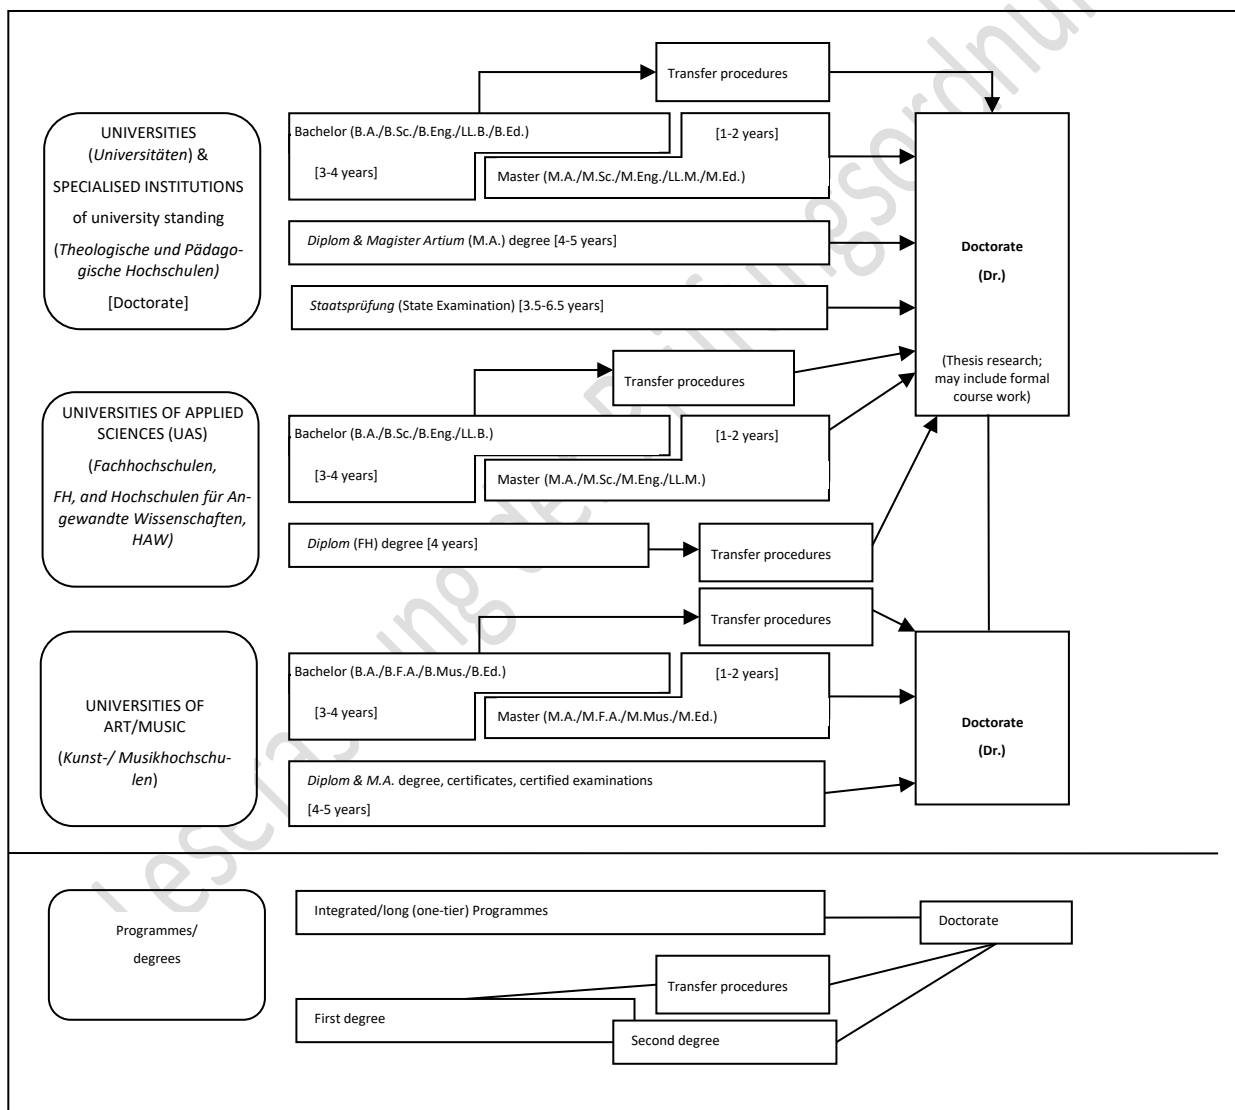 Transfer procedures
UNIVERSITIES
(Universitäten) &
SPECIALISED INSTITUTIONS
of university standing
(Theologische und Pädago-
gische Hochschulen)
[Doctorate]
Bachelor (B.A./B.Sc./B.Eng./LL.B./B.Ed.)
[3-4 years]
[1-2 years]
Master (M.A./M.Sc./M.Eng./LL.M./M.Ed.)
Diplom & Magister Artium (M.A.) degree [4-5 years]
Staatsprüfung (State Examination) [3.5-6.5 years]
Doctorate
(Dr.)
(Thesis research;
may include formal
course work)
Transfer procedures
UNIVERSITIES OF APPLIED
SCIENCES (UAS)
(Fachhochschulen,
FH, and Hochschulen für An-
gewandte Wissenschaften,
HAW)
Bachelor (B.A./B.Sc./B.Eng./LL.B.)
[3-4 years]
[1-2 years]
Master (M.A./M.Sc./M.Eng./LL.M.)
Diplom (FH) degree [4 years]
Transfer procedures
Transfer procedures
UNIVERSITIES OF
ART/MUSIC
(Kunst-/ Musikhochschu-
len)
Bachelor (B.A./B.F.A./B.Mus./B.Ed.)
[3-4 years]
[1-2 years]
Master (M.A./M.F.A./M.Mus./M.Ed.)
Diplom & M.A. degree, certificates, certified examinations
[4-5 years]
Doctorate
(Dr.)
Programmes/
degrees
Integrated/long (one-tier) Programmes
Doctorate
Transfer procedures
First degree
Second degree